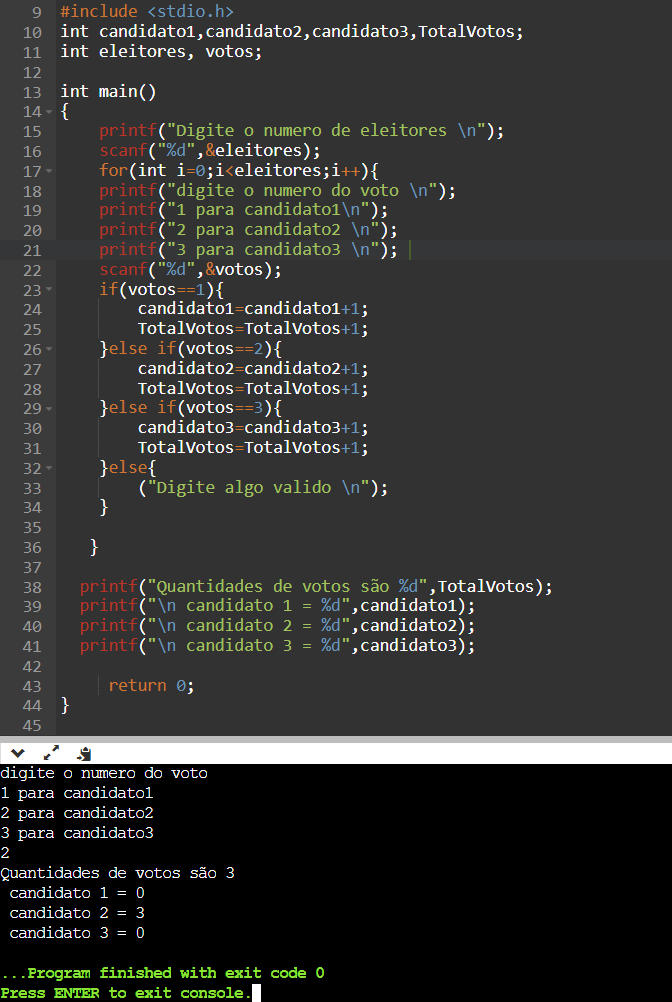 9 #include <stdio.h>
10 int candidato1,candidato2,candidato3,TotalVotos;
11 int eleitores, votos;
12
13 int main()
14 {
15     printf("Digite o numero de eleitores \n");
16     scanf("%d",&eleitores);
17     for(int i=0;i<eleitores;i++){
18     printf("digite o numero do voto \n");
19     printf("1 para candidato1\n");
20     printf("2 para candidato2 \n");
21     printf("3 para candidato3 \n");
22     scanf("%d",&votos);
23     if(votos==1){
24         candidato1=candidato1+1;
25         TotalVotos=TotalVotos+1;
26     }else if(votos==2){
27         candidato2=candidato2+1;
28         TotalVotos=TotalVotos+1;
29     }else if(votos==3){
30         candidato3=candidato3+1;
31         TotalVotos=TotalVotos+1;
32     }else{
33         ("Digite algo valido \n");
34     }
35
36    }
37
38   printf("Quantidades de votos são %d",TotalVotos);
39   printf("\n candidato 1 = %d",candidato1);
40   printf("\n candidato 2 = %d",candidato2);
41   printf("\n candidato 3 = %d",candidato3);
42
43      return 0;
44 }
45
digite o numero do voto
1 para candidato1
2 para candidato2
3 para candidato3
2
Quantidades de votos são 3
 candidato 1 = 0
 candidato 2 = 3
 candidato 3 = 0
...Program finished with exit code 0
Press ENTER to exit console.